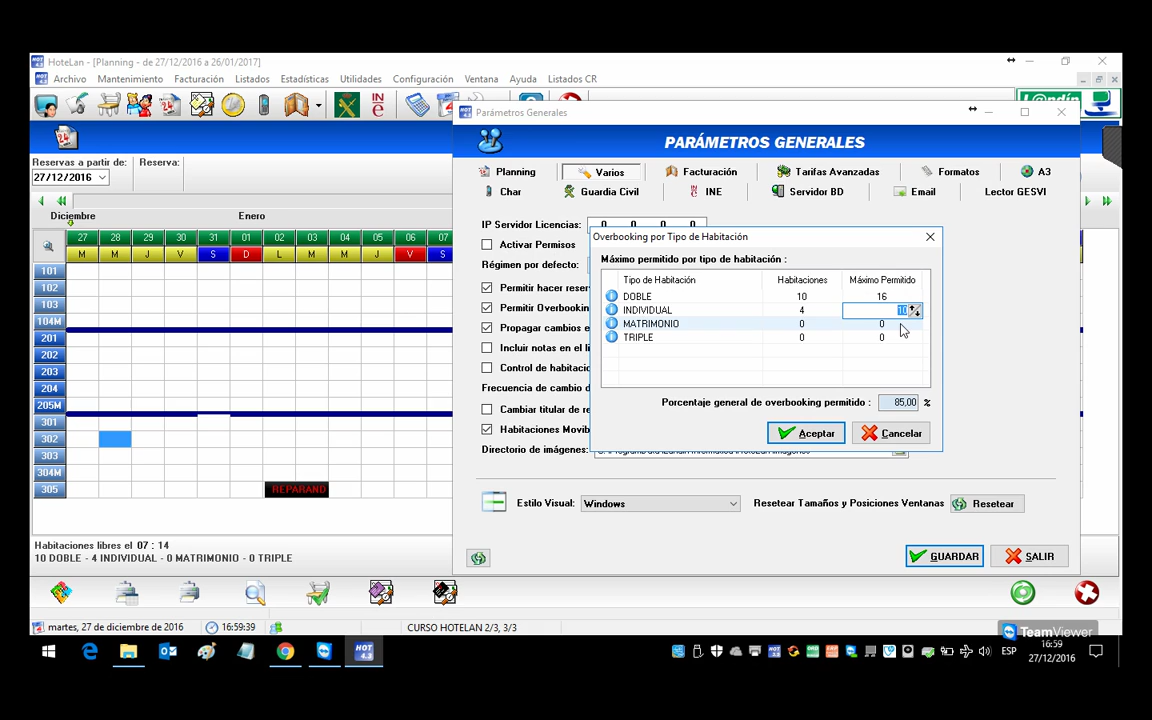 HoteLan - [Planning - de 27/12/2016 a 26/01/2017]
Archivo Mantenimiento Facturación Listados Estadísticas Utilidades Configuración Ventana Ayuda Listados CR
Parámetros Generales
PARÁMETROS GENERALES
Reservas a partir de: Reserva:
27/12/2016
Planning Varios Facturación Tarifas Avanzadas Formatos A3
Char Guardia Civil INE Servidor BD Email Lector GESVI
Diciembre Enero
27 28 29 30 31 01 02 03 04 05 06 07
M M J V S D L M M J V S
101
102
103
104M
201
202
203
204
205M
301
302
303
304M
305 REPARAND
IP Servidor Licencias: 0 0 0 0
Activar Permisos
Régimen por defecto:
Permitir hacer reser
Permitir Overbookin
Propagar cambios e
Incluir notas en el li
Control de habitacio
Frecuencia de cambio d
Cambiar titular de re
Habitaciones Movib
Directorio de imágenes:
Overbooking por Tipo de Habitación
Máximo permitido por tipo de habitación :
Tipo de Habitación Habitaciones Máximo Permitido
DOBLE 10 16
INDIVIDUAL 4 10
MATRIMONIO 0 0
TRIPLE 0 0
Porcentaje general de overbooking permitido : 85,00 %
Aceptar Cancelar
Estilo Visual: Windows Resetear Tamaños y Posiciones Ventanas Resetear
GUARDAR SALIR
Habitaciones libres el 07 : 14
10 DOBLE - 4 INDIVIDUAL - 0 MATRIMONIO - 0 TRIPLE
martes, 27 de diciembre de 2016 16:59:39 CURSO HOTELAN 2/3, 3/3
TeamViewer
HOT 4.3
ESP
16:59
27/12/2016